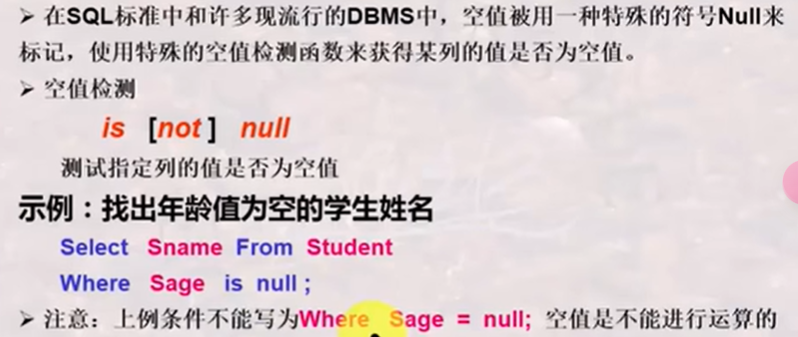 ➢ 在SQL标准中和许多现流行的DBMS中，空值被用一种特殊的符号Null来
标记，使用特殊的空值检测函数来获得某列的值是否为空值。
➢ 空值检测
is [not ] null
测试指定列的值是否为空值
示例：找出年龄值为空的学生姓名
Select Sname From Student
Where Sage is null ;
➢ 注意：上例条件不能写为Where Sage = null; 空值是不能进行运算的